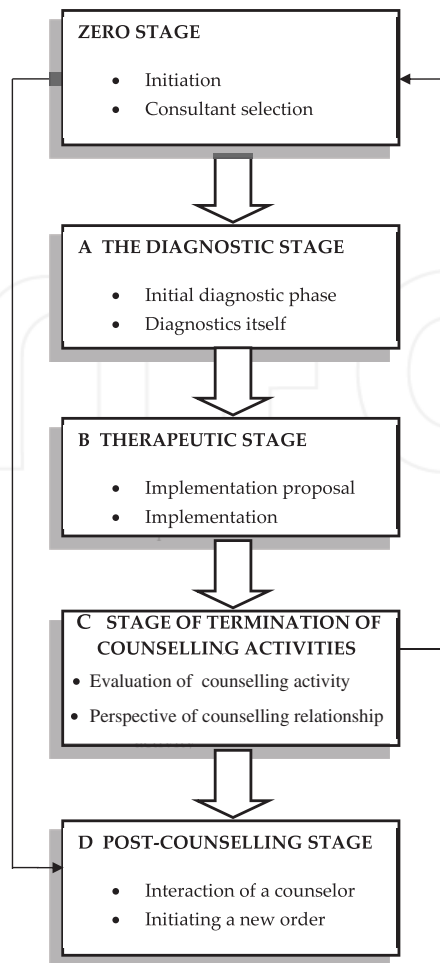 ZERO STAGE
• Initiation
• Consultant selection
A THE DIAGNOSTIC STAGE
• Initial diagnostic phase
• Diagnostics itself
B THERAPEUTIC STAGE
• Implementation proposal
• Implementation
C STAGE OF TERMINATION OF
COUNSELLING ACTIVITIES
• Evaluation of counselling activity
• Perspective of counselling relationship
D POST-COUNSELLING STAGE
• Interaction of a counselor
• Initiating a new order